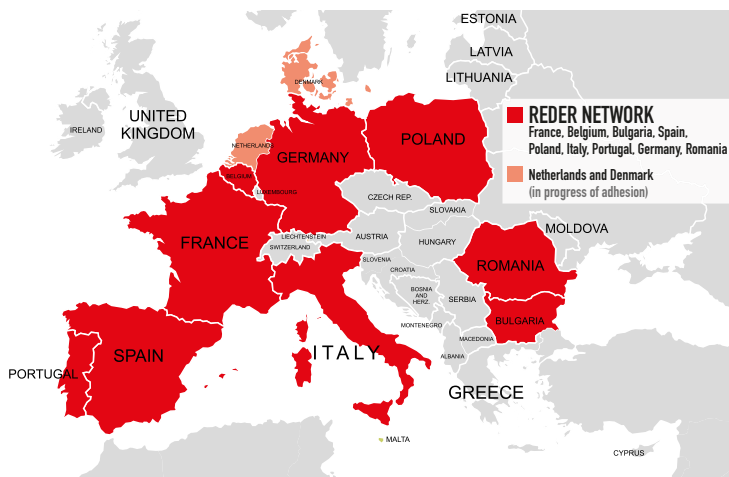 ESTONIA
LATVIA
LITHUANIA
DENMARK
UNITED
KINGDOM
IRELAND
REDER NETWORK
France, Belgium, Bulgaria, Spain,
Poland, Italy, Portugal, Germany, Romania
Netherlands and Denmark
(in progress of adhesion)
POLAND
NETHERLANDS
GERMANY
BELGIUM
LUXEMBOURG
CZECH REP.
SLOVAKIA
MOLDOVA
LIECHTENSTEIN
SWITZERLAND
AUSTRIA
HUNGARY
FRANCE
SLOVENIA
CROATIA
ROMANIA
BOSNIA
AND
HERZ.
SERBIA
BULGARIA
MONTENEGRO
MACEDONIA
ALBANIA
ITALY
SPAIN
PORTUGAL
GREECE
MALTA
CYPRUS